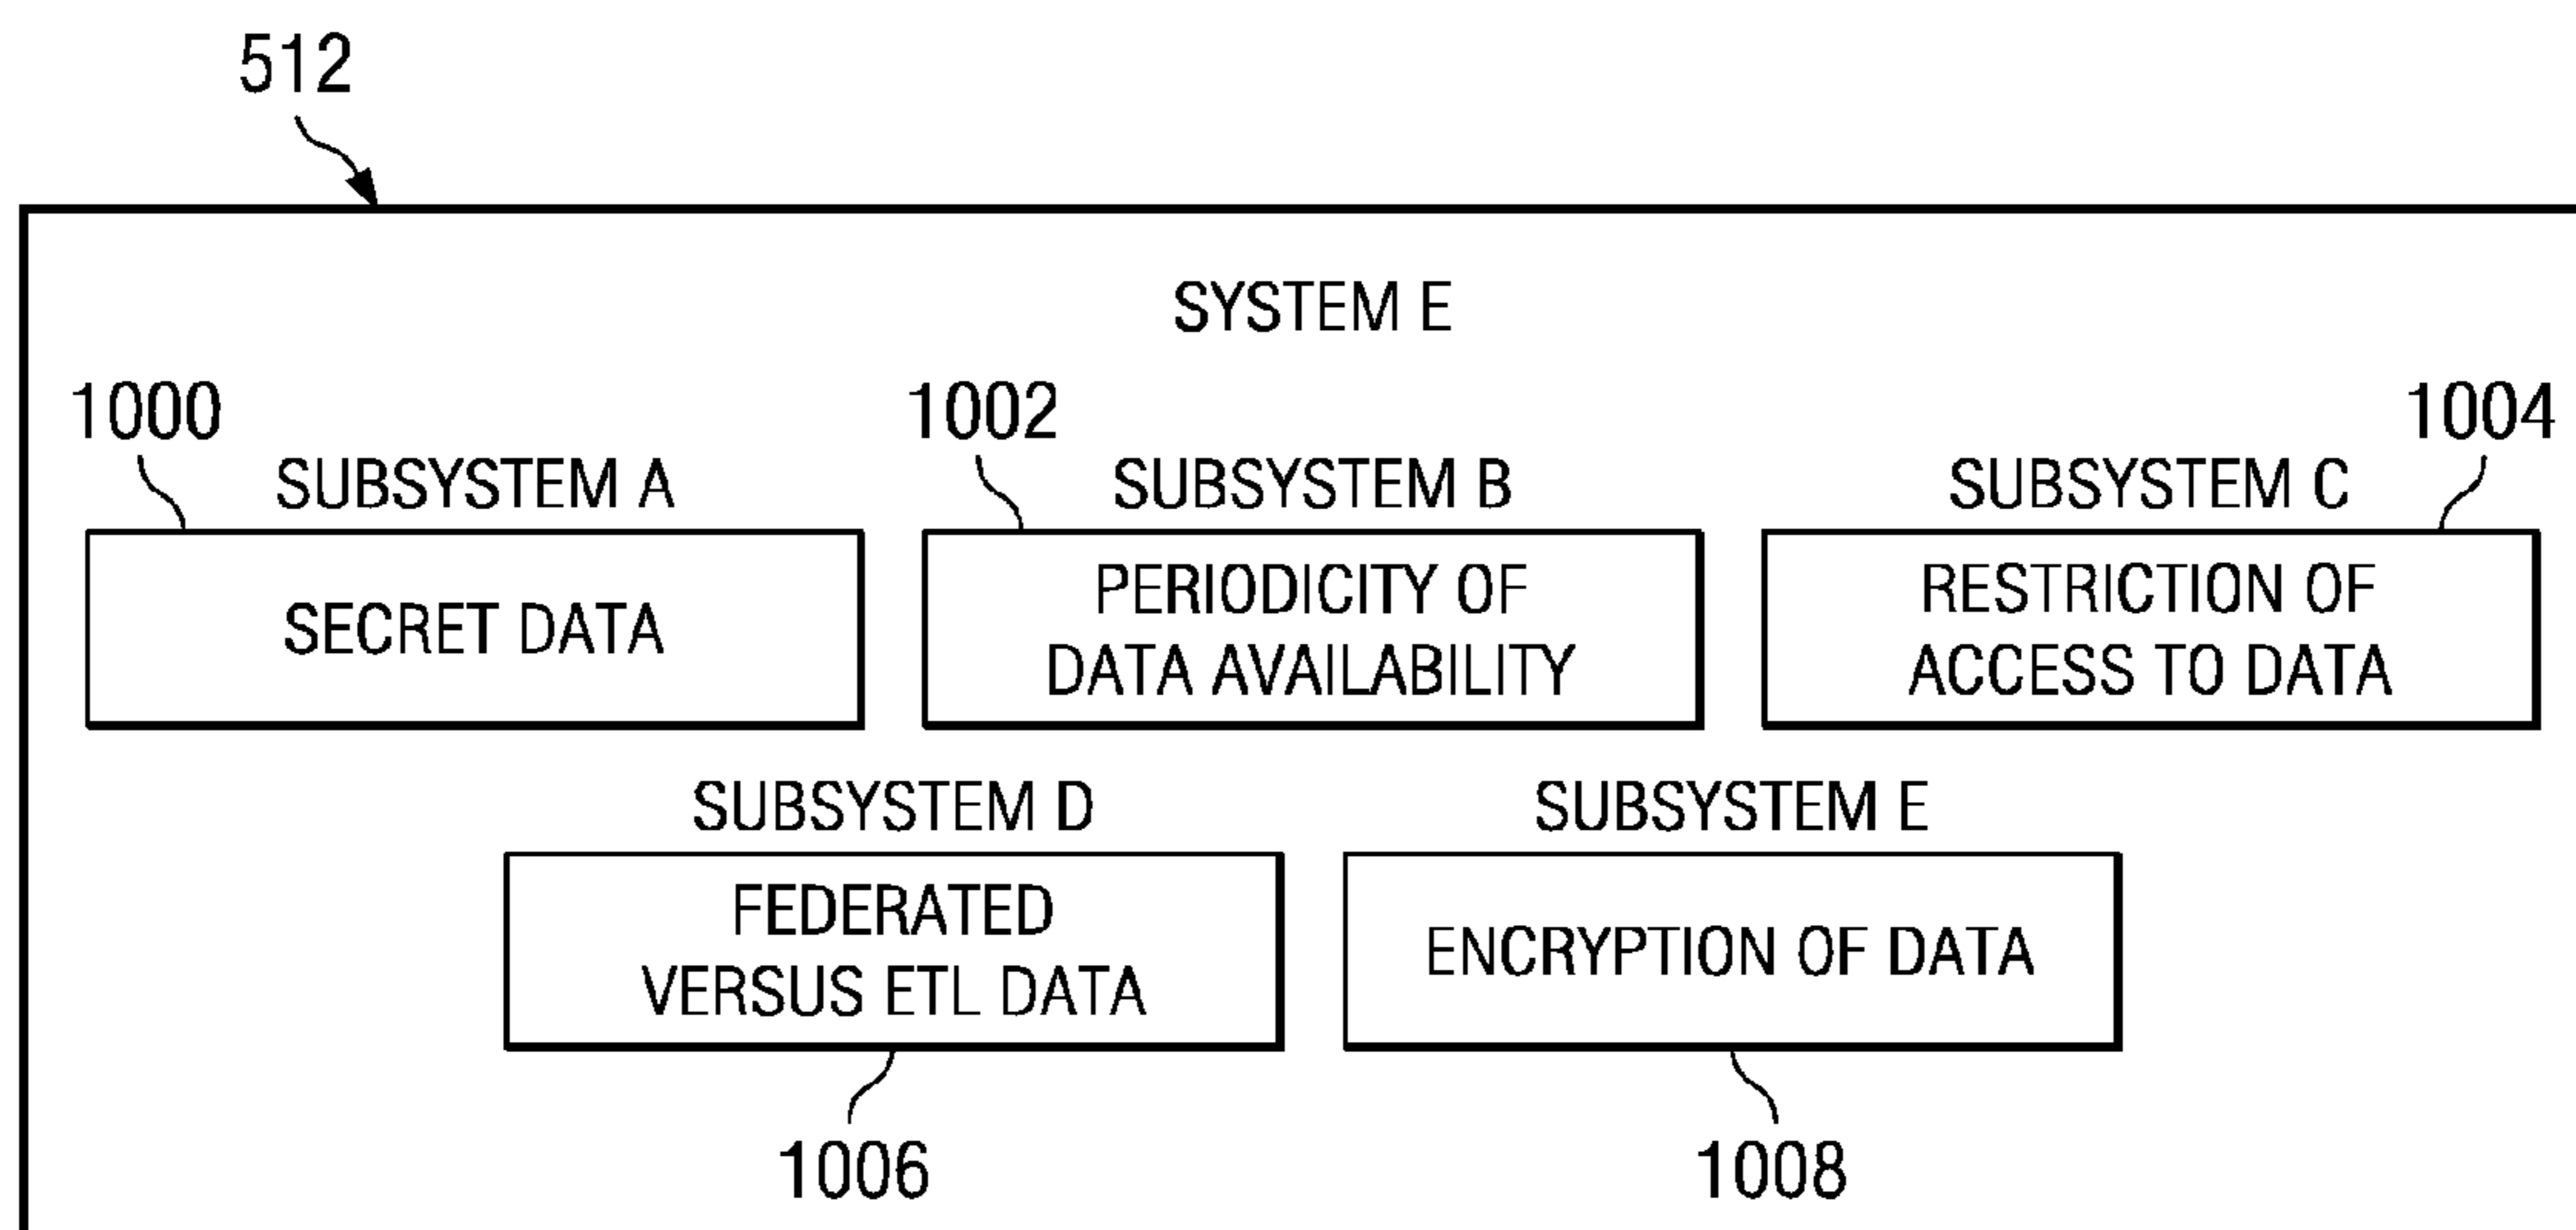 512
SYSTEM E
1000
1002
1004
SUBSYSTEM A
SUBSYSTEM B
SUBSYSTEM C
SECRET DATA
PERIODICITY OF
DATA AVAILABILITY
RESTRICTION OF
ACCESS TO DATA
SUBSYSTEM D
SUBSYSTEM E
FEDERATED
VERSUS ETL DATA
ENCRYPTION OF DATA
1006
1008